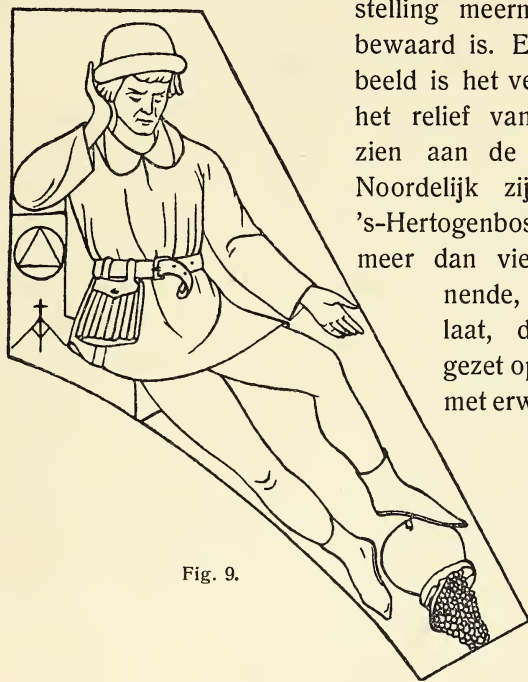 stelling meerm
bewaard is. E
beeld is het ve
het relief van
zien aan de
Noordelijk zij
's-Hertogenbos
meer dan vie
nende,
laat, d
gezet op
met erw
Fig. 9.